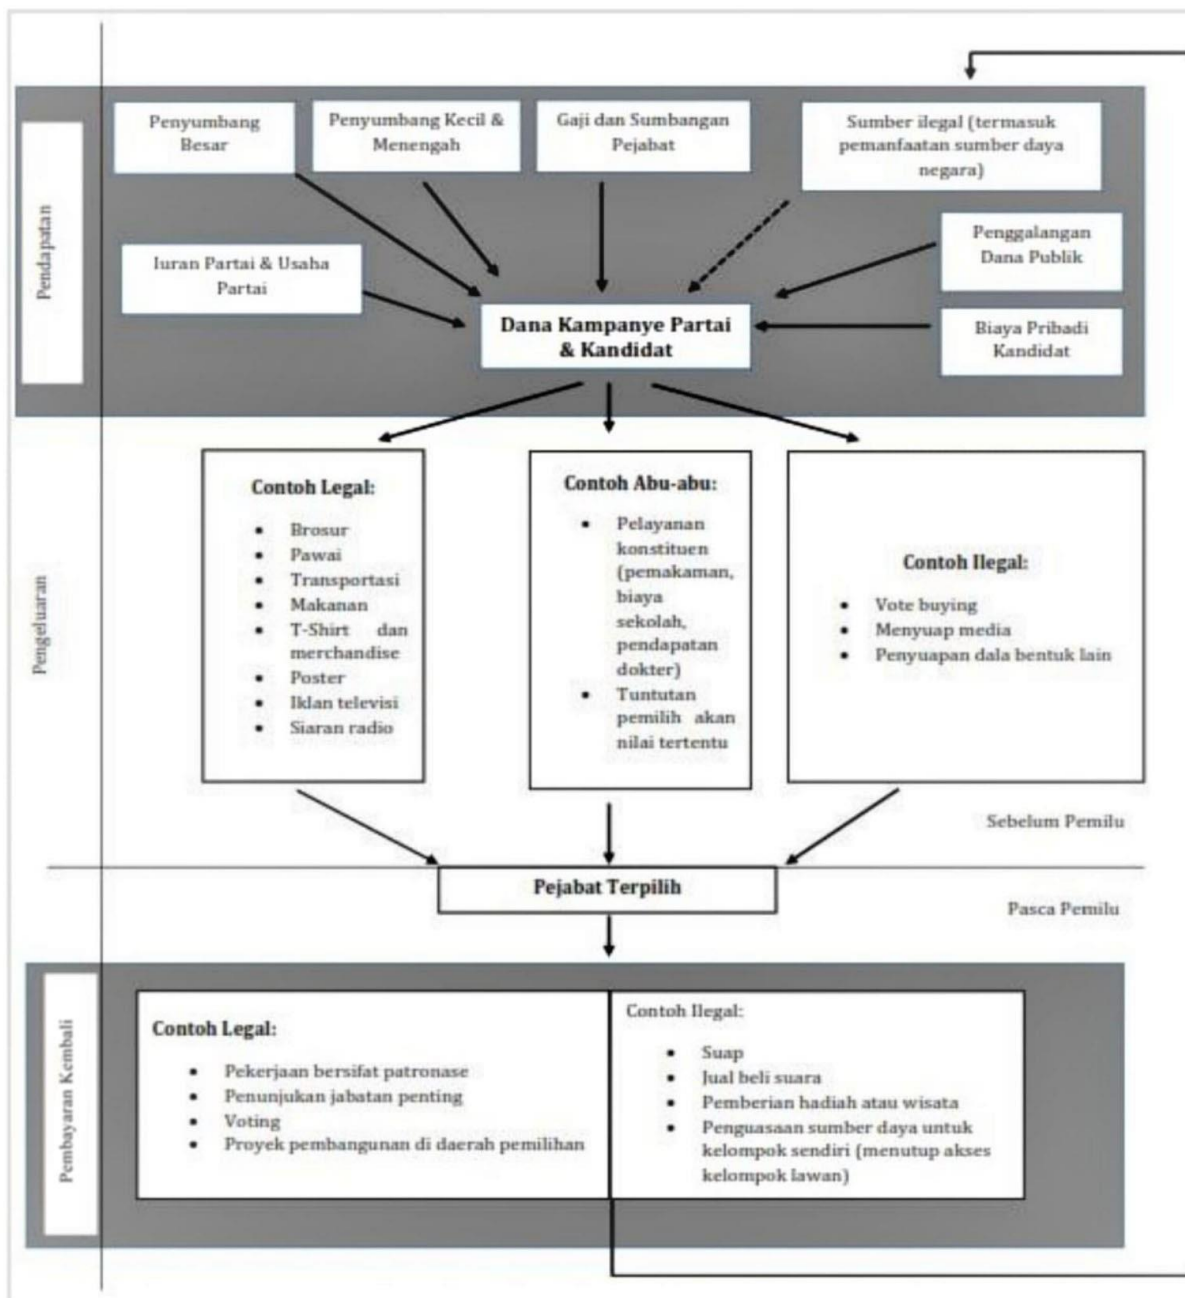 Penyumbang
Besar
Penyumbang Kecil &
Menengah
Gaji dan Sumbangan
Pejabat
Sumber ilegal (termasuk
pemanfaatan sumber daya
negara)
Pendapatan
Iuran Partai & Usaha
Partai
Penggalangan
Dana Publik
Dana Kampanye Partai
& Kandidat
Biaya Pribadi
Kandidat
Pengeluaran
Contoh Legal:
• Brosur
• Pawai
• Transportasi
• Makanan
• T-Shirt dan
merchandise
• Poster
• Iklan televisi
• Siaran radio
Contoh Abu-abu:
• Pelayanan
konstituen
(pemakaman,
biaya
sekolah,
pendapatan
dokter)
• Tuntutan
pemilih akan
nilai tertentu
Contoh Ilegal:
• Vote buying
• Menyuap media
• Penyuapan dala bentuk lain
Sebelum Pemilu
Pejabat Terpilih
Pasca Pemilu
Pembayaran Kembali
Contoh Legal:
• Pekerjaan bersifat patronase
• Penunjukan jabatan penting
• Voting
• Proyek pembangunan di daerah pemilihan
Contoh Ilegal:
• Suap
• Jual beli suara
• Pemberian hadiah atau wisata
• Penguasaan sumber daya untuk
kelompok sendiri (menutup akses
kelompok lawan)